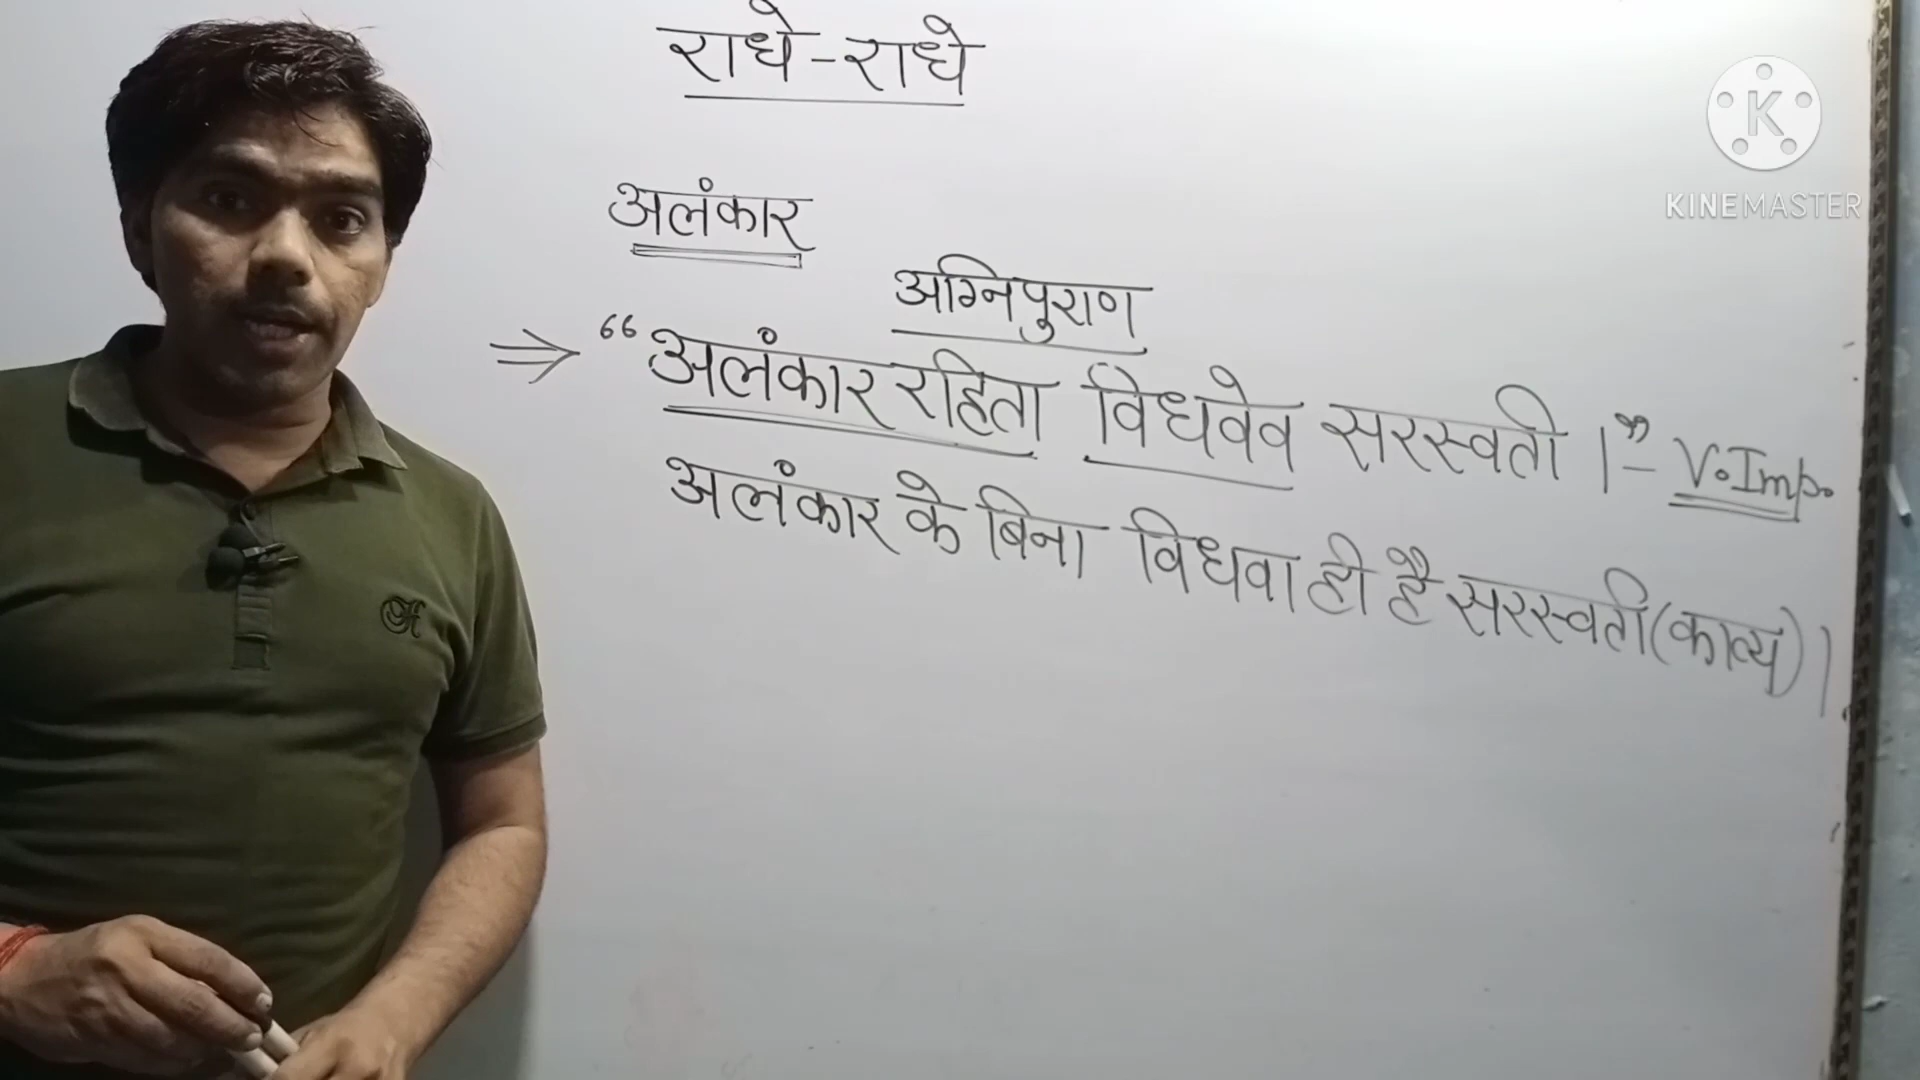 राधे-राधे
K
KINEMASTER
अलंकार
अग्निपुराण
⇒ “अलंकार रहिता विधवेव सरस्वती।” - V.Imp.
अलंकार के बिना विधवा ही है सरस्वती (काव्य)।